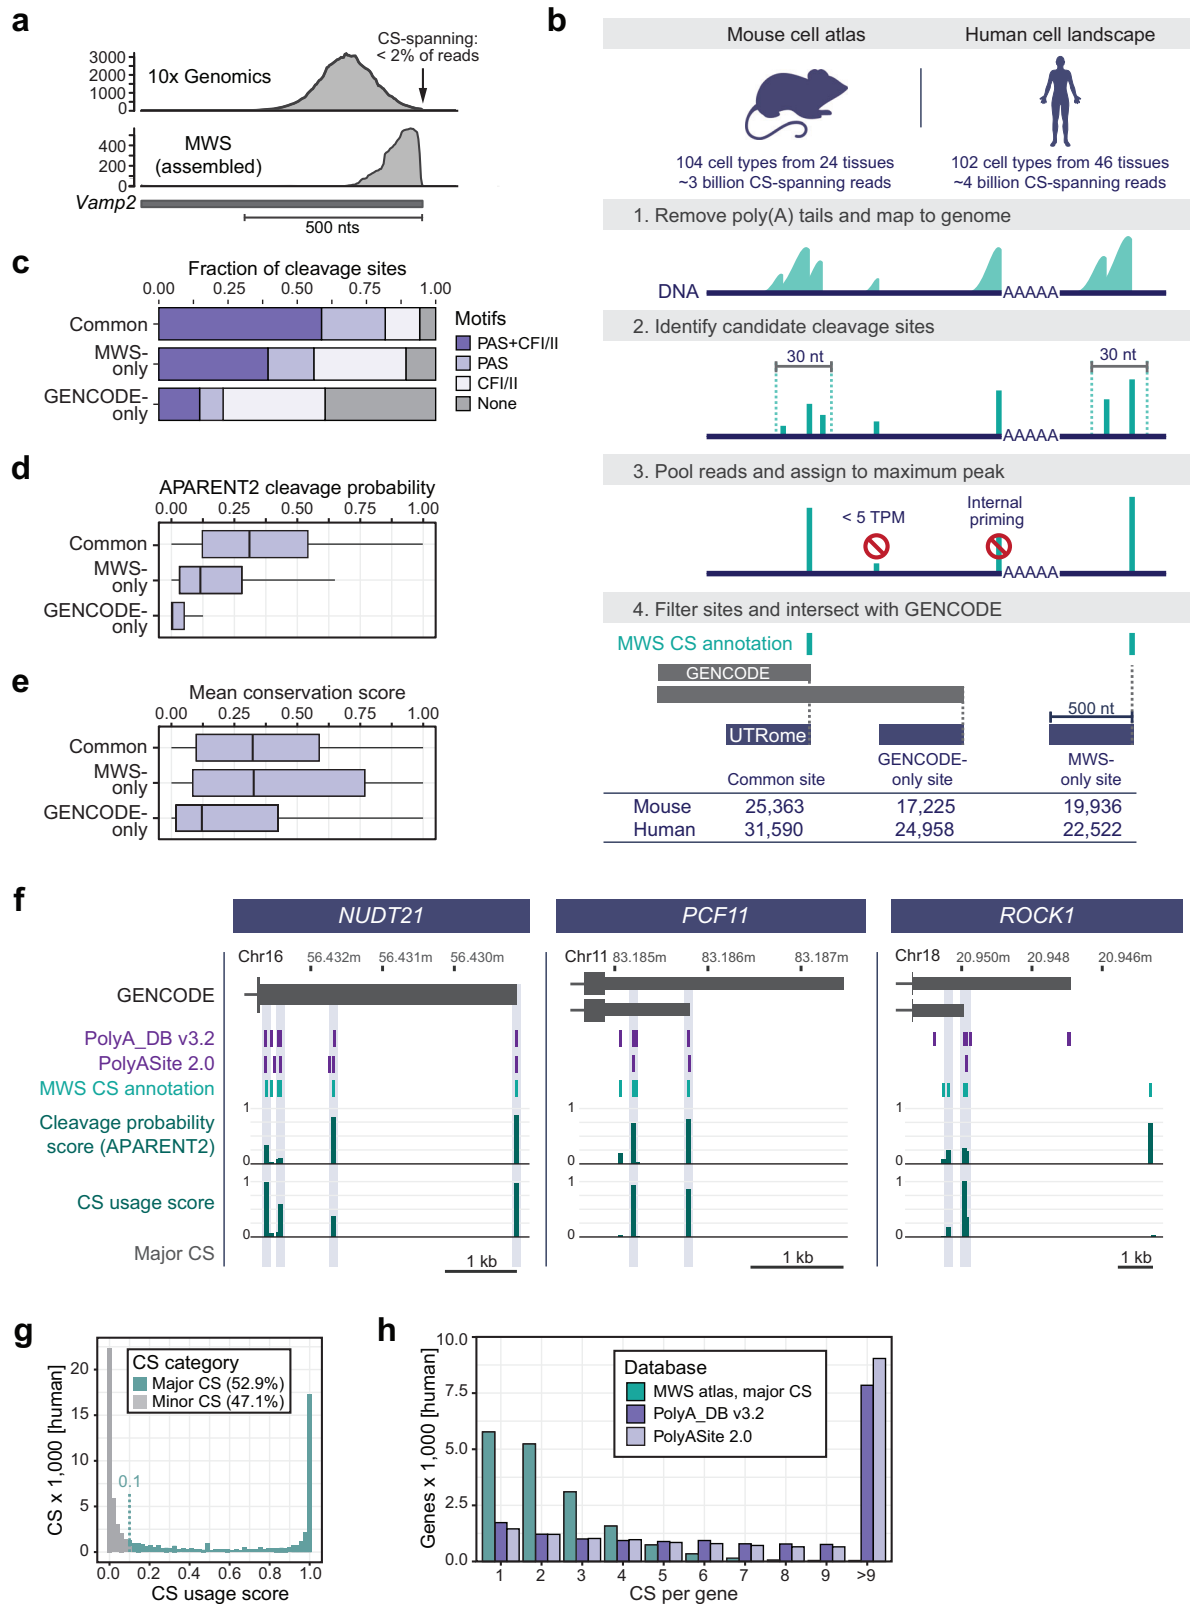 a
CS-spanning:
< 2% of reads
3000
2000
1000
0
10x Genomics
400
200
0
MWS
(assembled)
Vamp2
500 nts
b
Mouse cell atlas
Human cell landscape
104 cell types from 24 tissues
~3 billion CS-spanning reads
102 cell types from 46 tissues
~4 billion CS-spanning reads
1. Remove poly(A) tails and map to genome
DNA
AAAAA
2. Identify candidate cleavage sites
30 nt
30 nt
AAAAA
3. Pool reads and assign to maximum peak
< 5 TPM
Internal
priming
AAAAA
4. Filter sites and intersect with GENCODE
MWS CS annotation
GENCODE
500 nt
UTRome
Common site
GENCODE-
only site
MWS-
only site
Mouse 25,363 17,225 19,936
Human 31,590 24,958 22,522
c
Fraction of cleavage sites
0.00 0.25 0.50 0.75 1.00
Common
MWS-
only
GENCODE-
only
Motifs
PAS+CFI/II
PAS
CFI/II
None
d
APARENT2 cleavage probability
0.00 0.25 0.50 0.75 1.00
Common
MWS-
only
GENCODE-
only
e
Mean conservation score
0.00 0.25 0.50 0.75 1.00
Common
MWS-
only
GENCODE-
only
f
NUDT21
PCF11
ROCK1
Chr16
56.432m 56.431m 56.430m
Chr11
83.185m 83.186m 83.187m
Chr18
20.950m 20.948 20.946m
GENCODE
PolyA_DB v3.2
PolyASite 2.0
MWS CS annotation
Cleavage probability
score (APARENT2)
1
0
1
0
1
0
CS usage score
1
0
1
0
1
0
Major CS
1 kb
1 kb
1 kb
g
CS x 1,000 [human]
20
15
10
5
0
CS category
Major CS (52.9%)
Minor CS (47.1%)
0.1
0.0 0.2 0.4 0.6 0.8 1.0
CS usage score
h
Genes x 1,000 [human]
10.0
7.5
5.0
2.5
0.0
Database
MWS atlas, major CS
PolyA_DB v3.2
PolyASite 2.0
1 2 3 4 5 6 7 8 9 >9
CS per gene